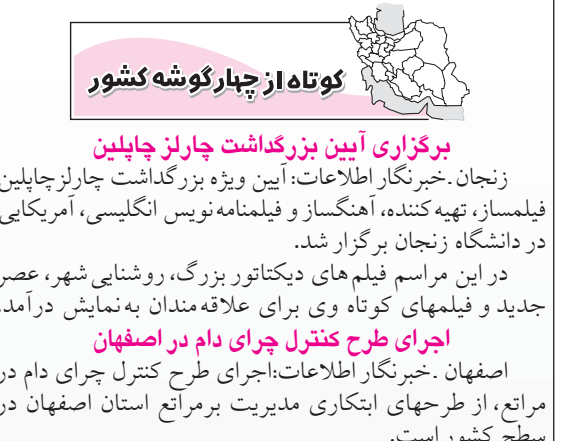 کوتاه از چهار گوشه کشور
برگزاری آیین بزرگداشت چارلز چاپلین
زنجان ـ خبرنگار اطلاعات: آیین ویژه بزرگداشت چارلز چاپلین
فیلمساز، تهیه کننده، آهنگساز و فیلمنامه نویس انگلیسی، آمریکایی
در دانشگاه زنجان برگزار شد.
در این مراسم فیلم های دیکتاتور بزرگ، روشنایی شهر، عصر
جدید و فیلمهای کوتاه وی برای علاقه مندان به نمایش درآمد.
اجرای طرح کنترل چرای دام در اصفهان
اصفهان ـ خبرنگار اطلاعات: اجرای طرح کنترل چرای دام در
مراتع، از طرحهای ابتکاری مدیریت بر مراتع استان اصفهان در
سطح کشور است.